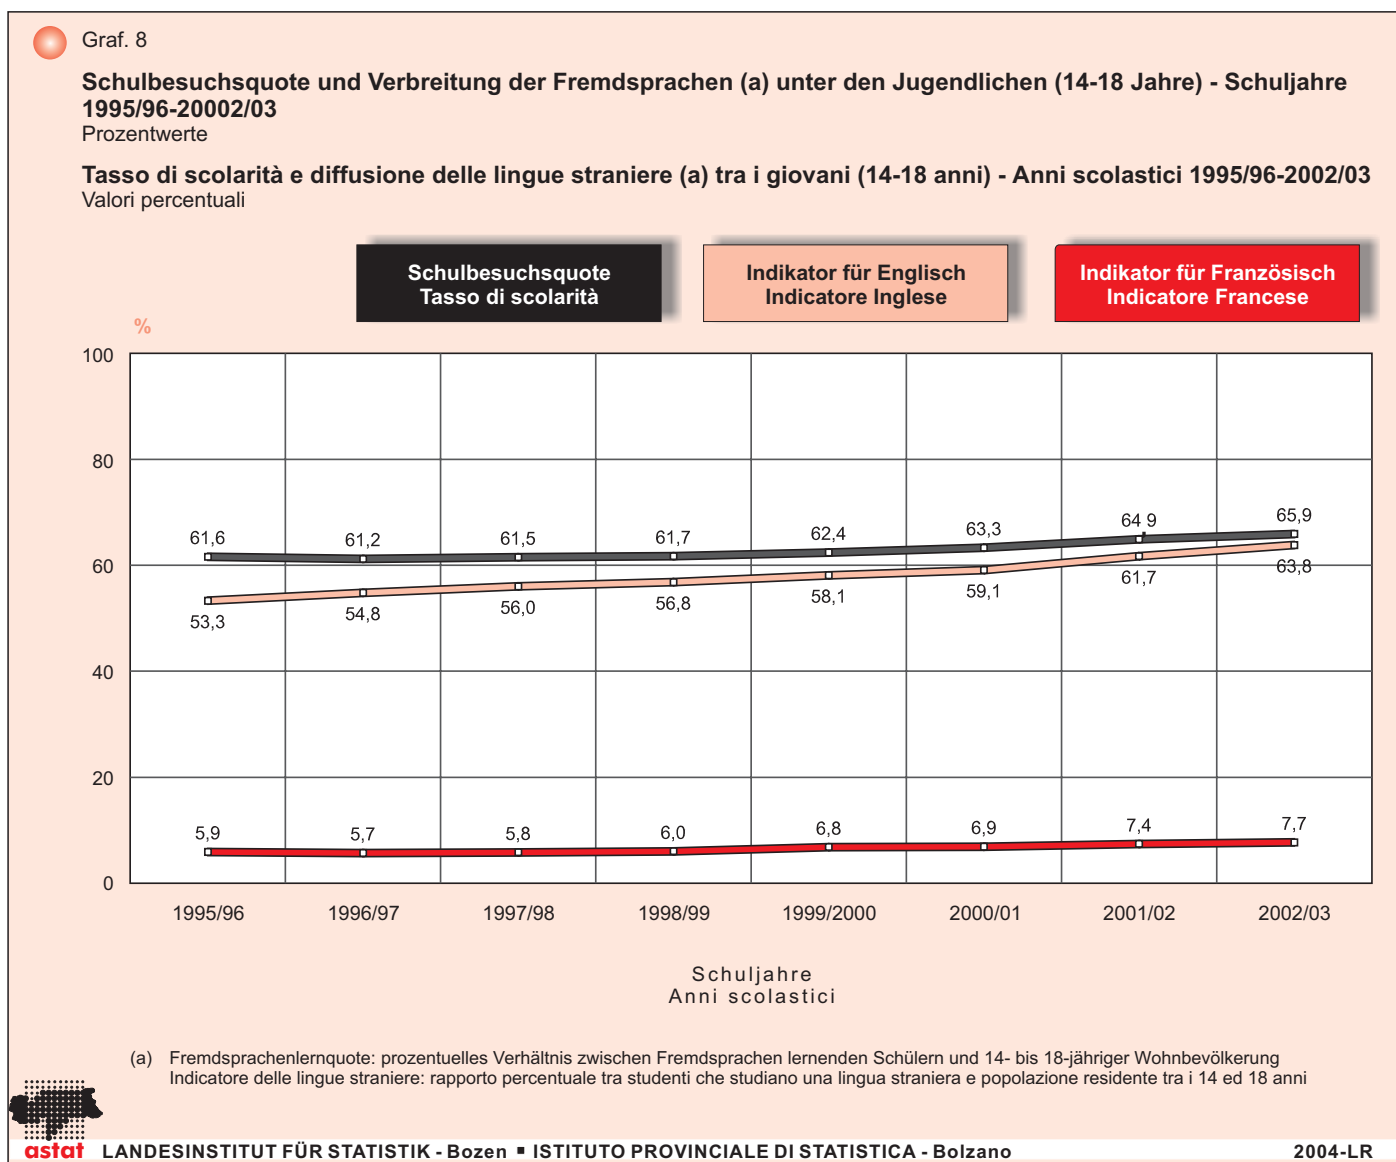 Graf. 8
Schulbesuchsquote und Verbreitung der Fremdsprachen (a) unter den Jugendlichen (14-18 Jahre) - Schuljahre
1995/96-20002/03
Prozentwerte
Tasso di scolarità e diffusione delle lingue straniere (a) tra i giovani (14-18 anni) - Anni scolastici 1995/96-2002/03
Valori percentuali
Schulbesuchsquote
Tasso di scolarità
Indikator für Englisch
Indicatore Inglese
Indikator für Französisch
Indicatore Francese
%
100
80
60
40
20
0
61,6 61,2 61,5 61,7 62,4 63,3 64 9 65,9
53,3 54,8 56,0 56,8 58,1 59,1 61,7 63,8
5,9 5,7 5,8 6,0 6,8 6,9 7,4 7,7
1995/96 1996/97 1997/98 1998/99 1999/2000 2000/01 2001/02 2002/03
Schuljahre
Anni scolastici
(a) Fremdsprachenlernquote: prozentuelles Verhältnis zwischen Fremdsprachen lernenden Schülern und 14- bis 18-jähriger Wohnbevölkerung
Indicatore delle lingue straniere: rapporto percentuale tra studenti che studiano una lingua straniera e popolazione residente tra i 14 ed 18 anni
astat LANDESINSTITUT FÜR STATISTIK - Bozen ▪ ISTITUTO PROVINCIALE DI STATISTICA - Bolzano 2004-LR